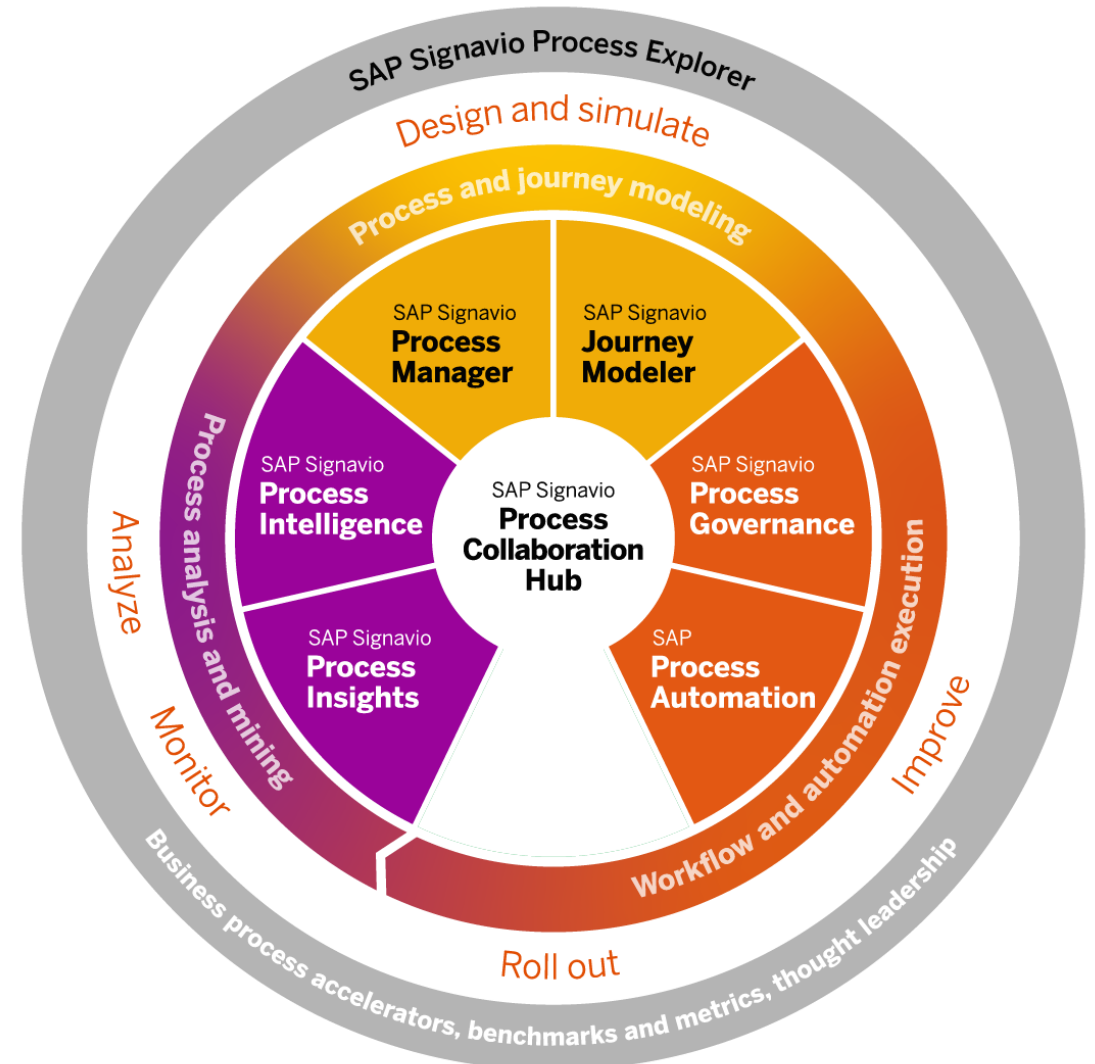 SAP Signavio Process Explorer
Design and simulate
Process and journey modeling
SAP Signavio
Process
Manager
SAP Signavio
Journey
Modeler
SAP Signavio
Process
Intelligence
SAP Signavio
Process
Collaboration
Hub
SAP Signavio
Process
Governance
SAP Signavio
Process
Insights
SAP
Process
Automation
Process analysis and mining
Workflow and automation execution
Analyze
Monitor
Improve
Roll out
Business process accelerators, benchmarks and metrics, thought leadership